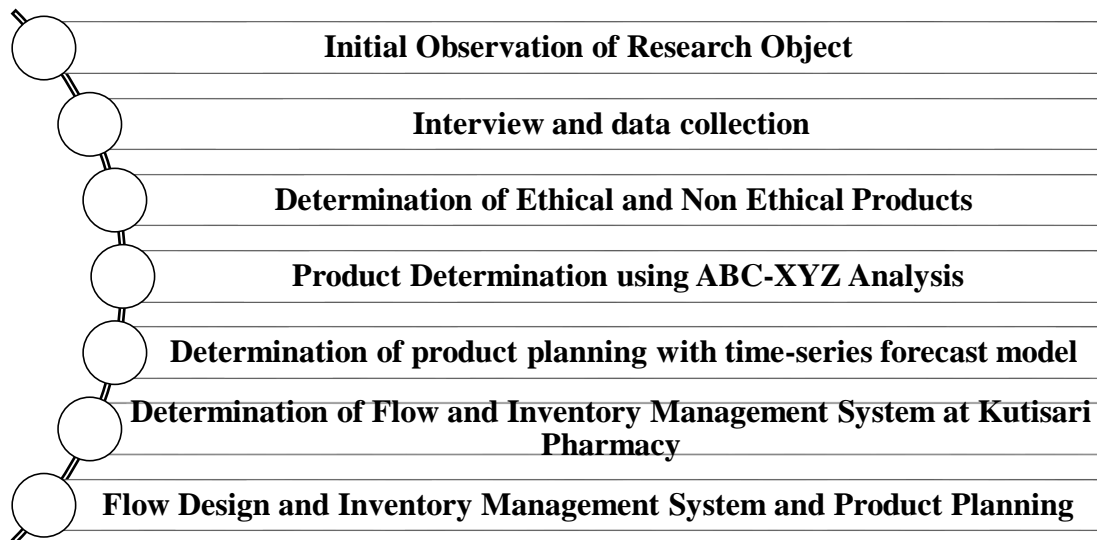 Initial Observation of Research Object
Interview and data collection
Determination of Ethical and Non Ethical Products
Product Determination using ABC-XYZ Analysis
Determination of product planning with time-series forecast model
Determination of Flow and Inventory Management System at Kutisari
Pharmacy
Flow Design and Inventory Management System and Product Planning